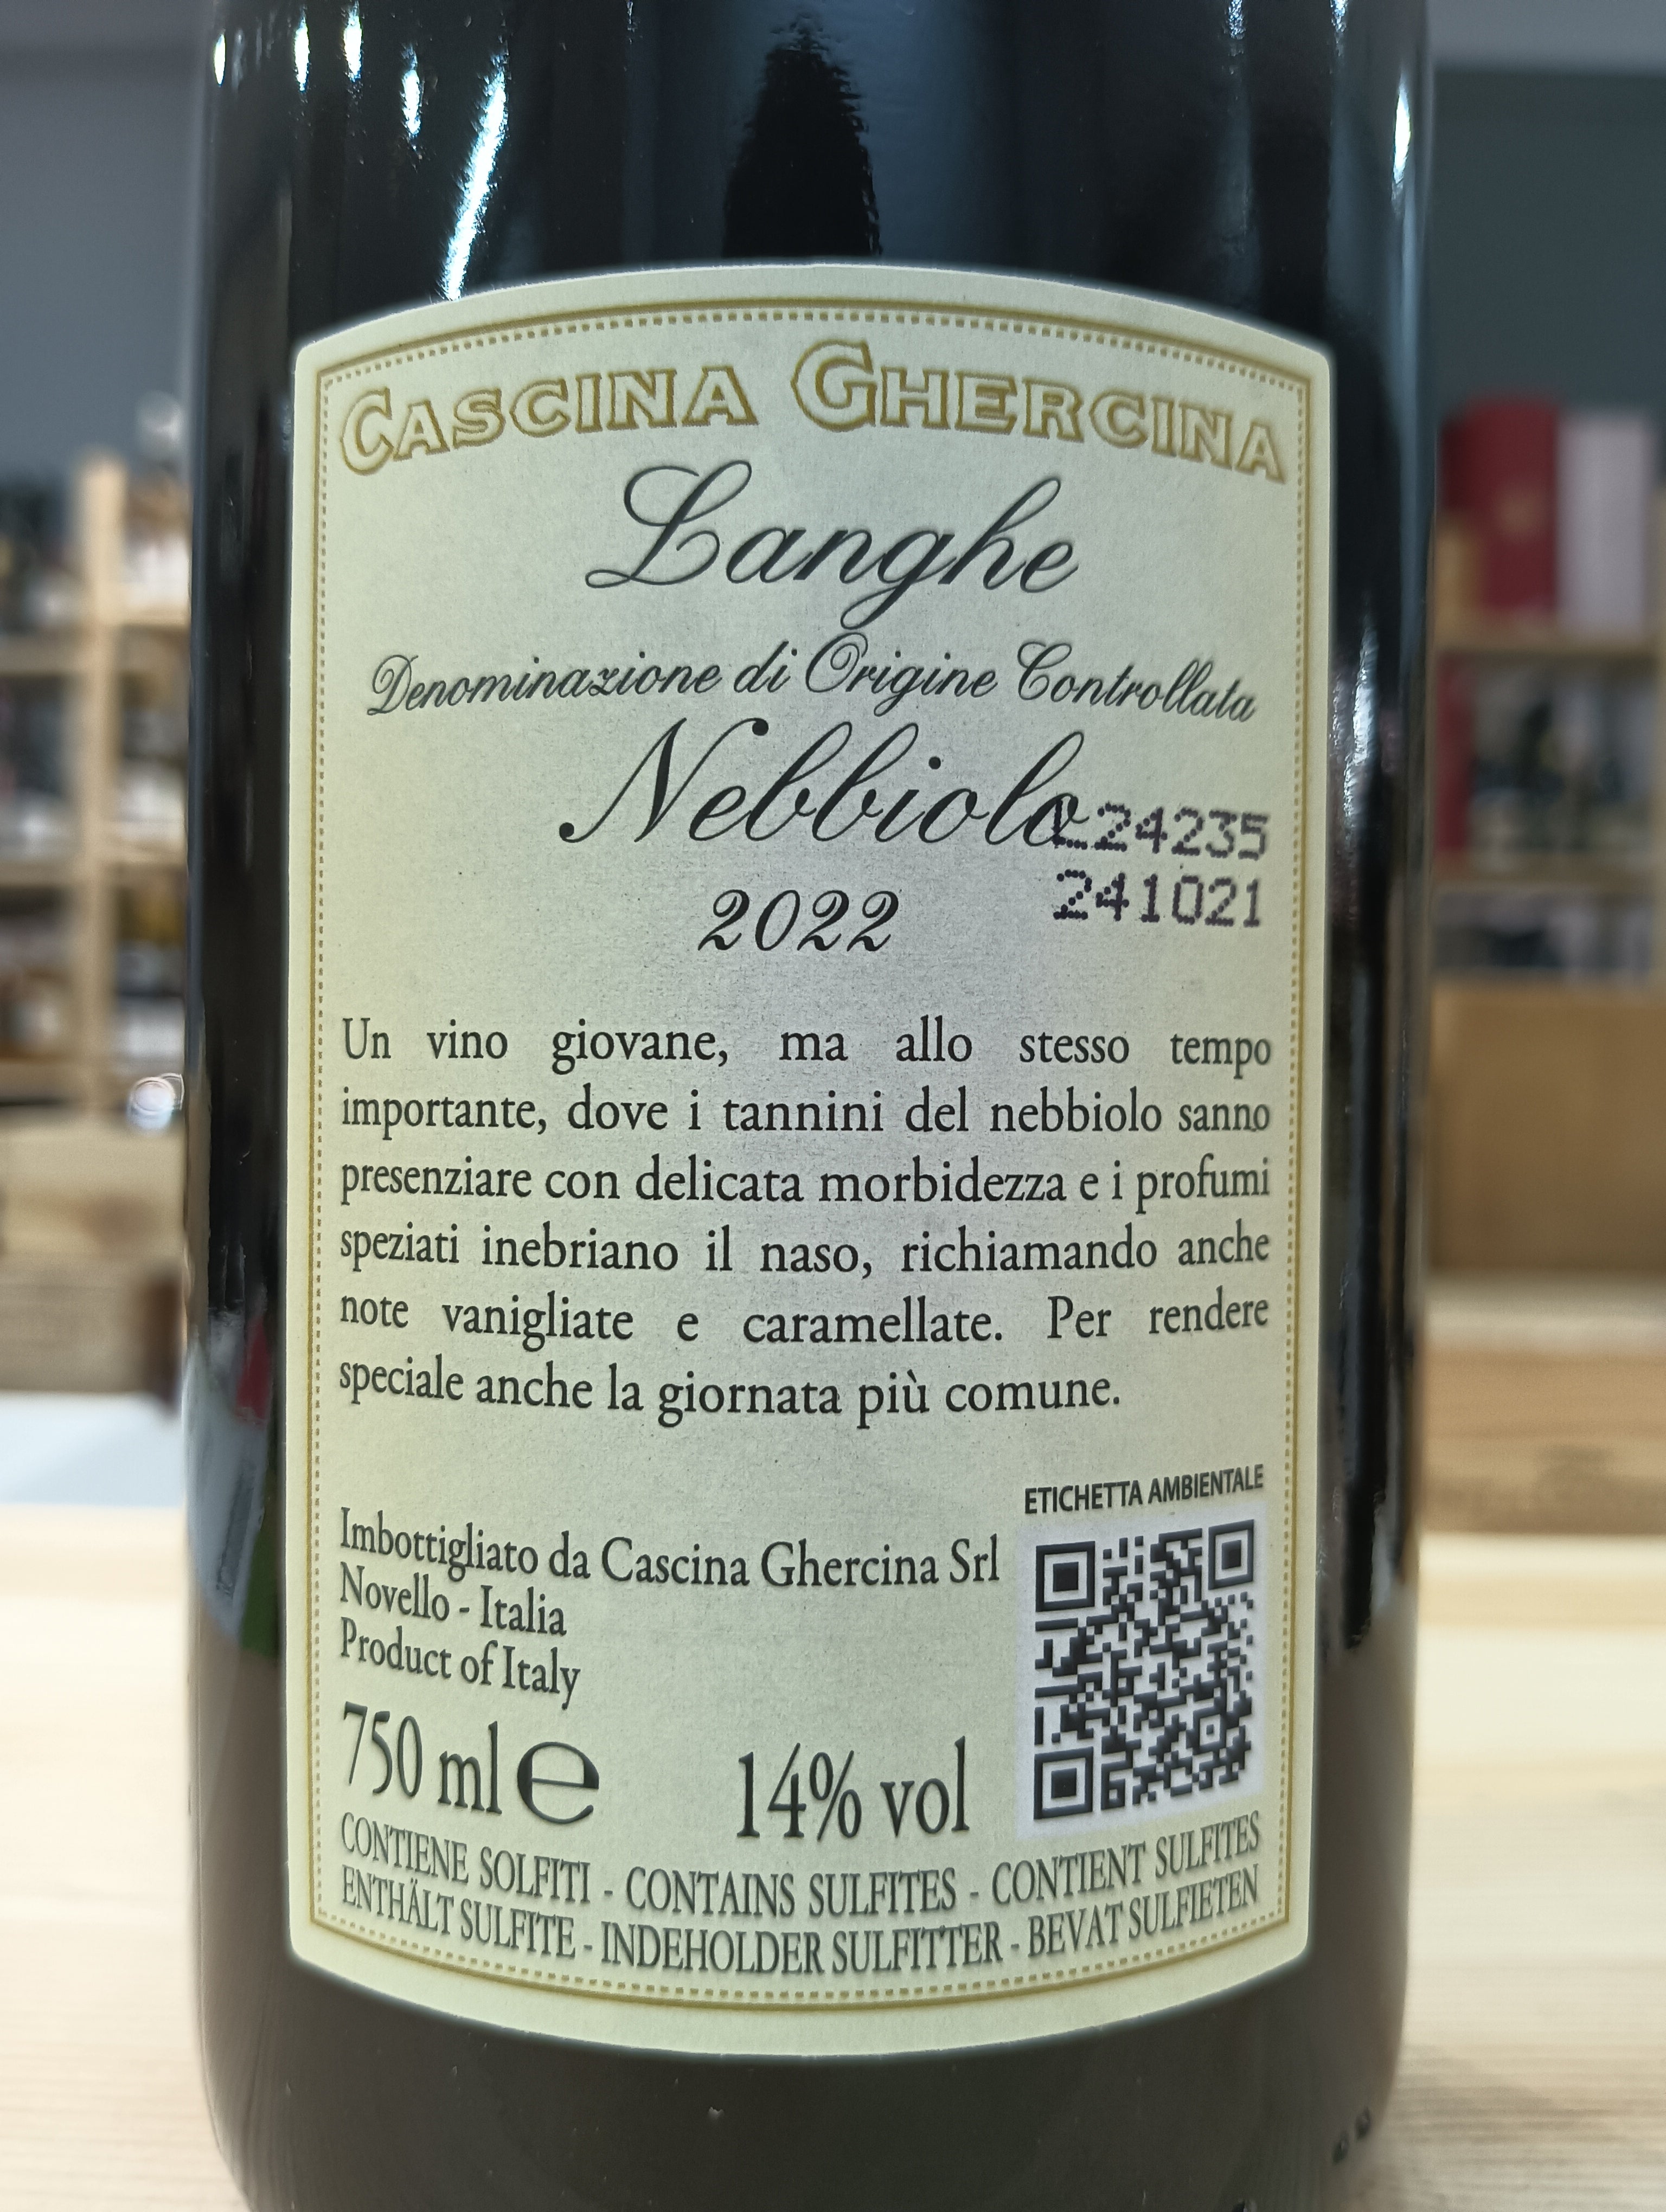 CASCINA GHERCINA
Langhe
Denominazione di Origine Controllata
Nebbiolo
L24235
2022
241021
Un vino giovane, ma allo stesso tempo
importante, dove i tannini del nebbiolo sanno
presenziare con delicata morbidezza e i profumi
speziati inebriano il naso, richiamando anche
note vanigliate e caramellate. Per rendere
speciale anche la giornata più comune.
ETICHETTA AMBIENTALE
Imbottigliato da Cascina Ghercina Srl
Novello - Italia
Product of Italy
750 ml e
14% vol
CONTIENE SOLFITI - CONTAINS SULFITES - CONTIENT SULFITES
ENTHÄLT SULFITE - INDEHOLDER SULFITTER - BEVAT SULFIETEN